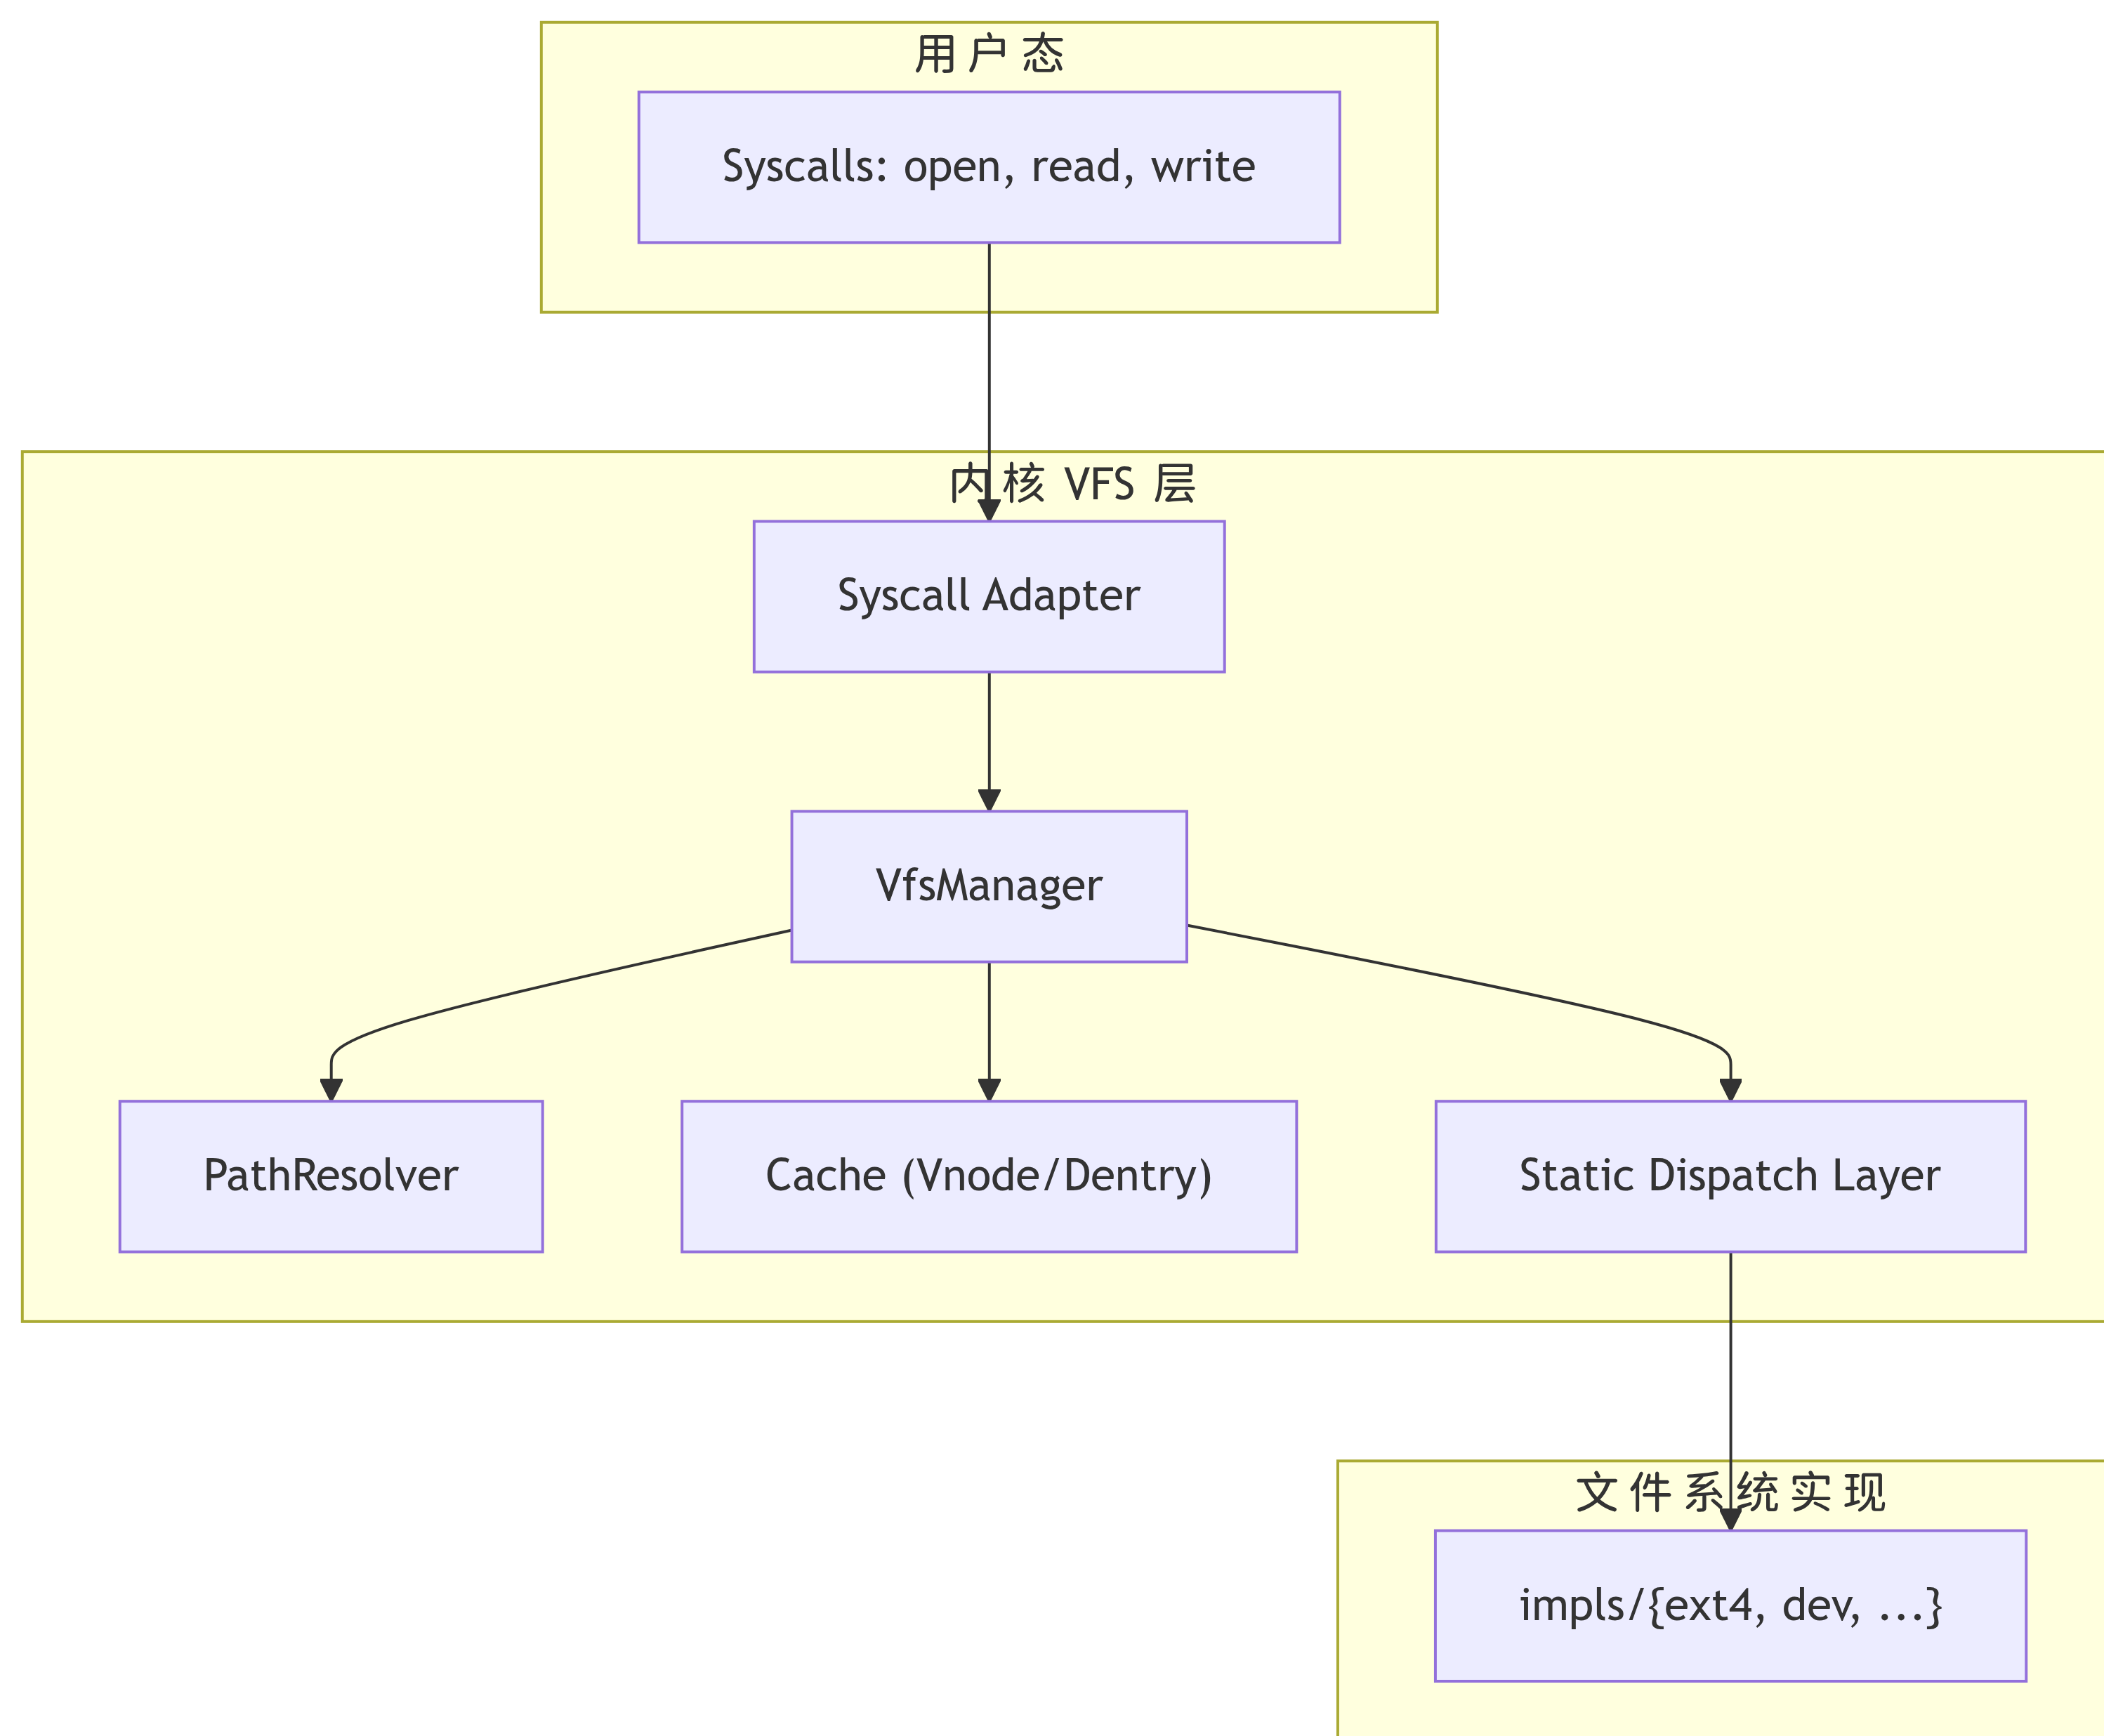 用户态
Syscalls: open, read, write
内核 VFS 层
Syscall Adapter
VfsManager
PathResolver
Cache (Vnode/Dentry)
Static Dispatch Layer
文件系统实现
impls/{ext4, dev, ...}